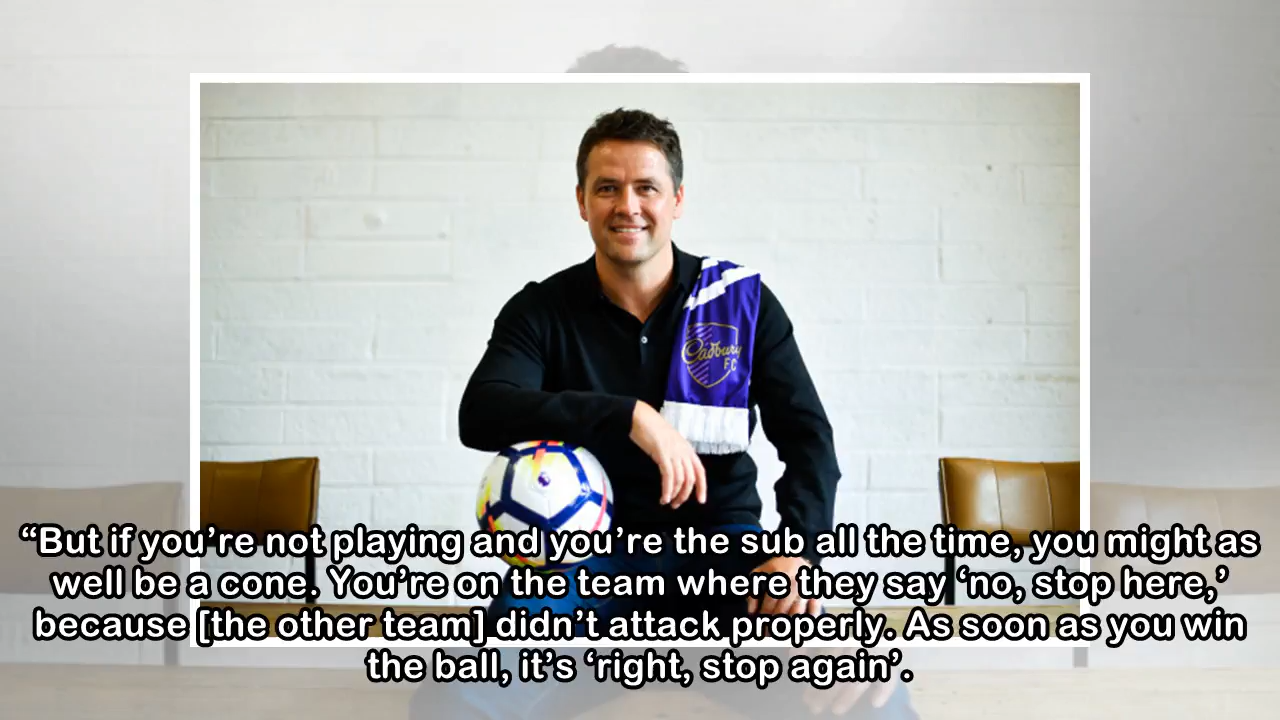 Cadbury
FC
“But if you’re not playing and you’re the sub all the time, you might as
well be a cone. You’re on the team where they say ‘no, stop here,’
because [the other team] didn’t attack properly. As soon as you win
the ball, it’s ‘right, stop again’.